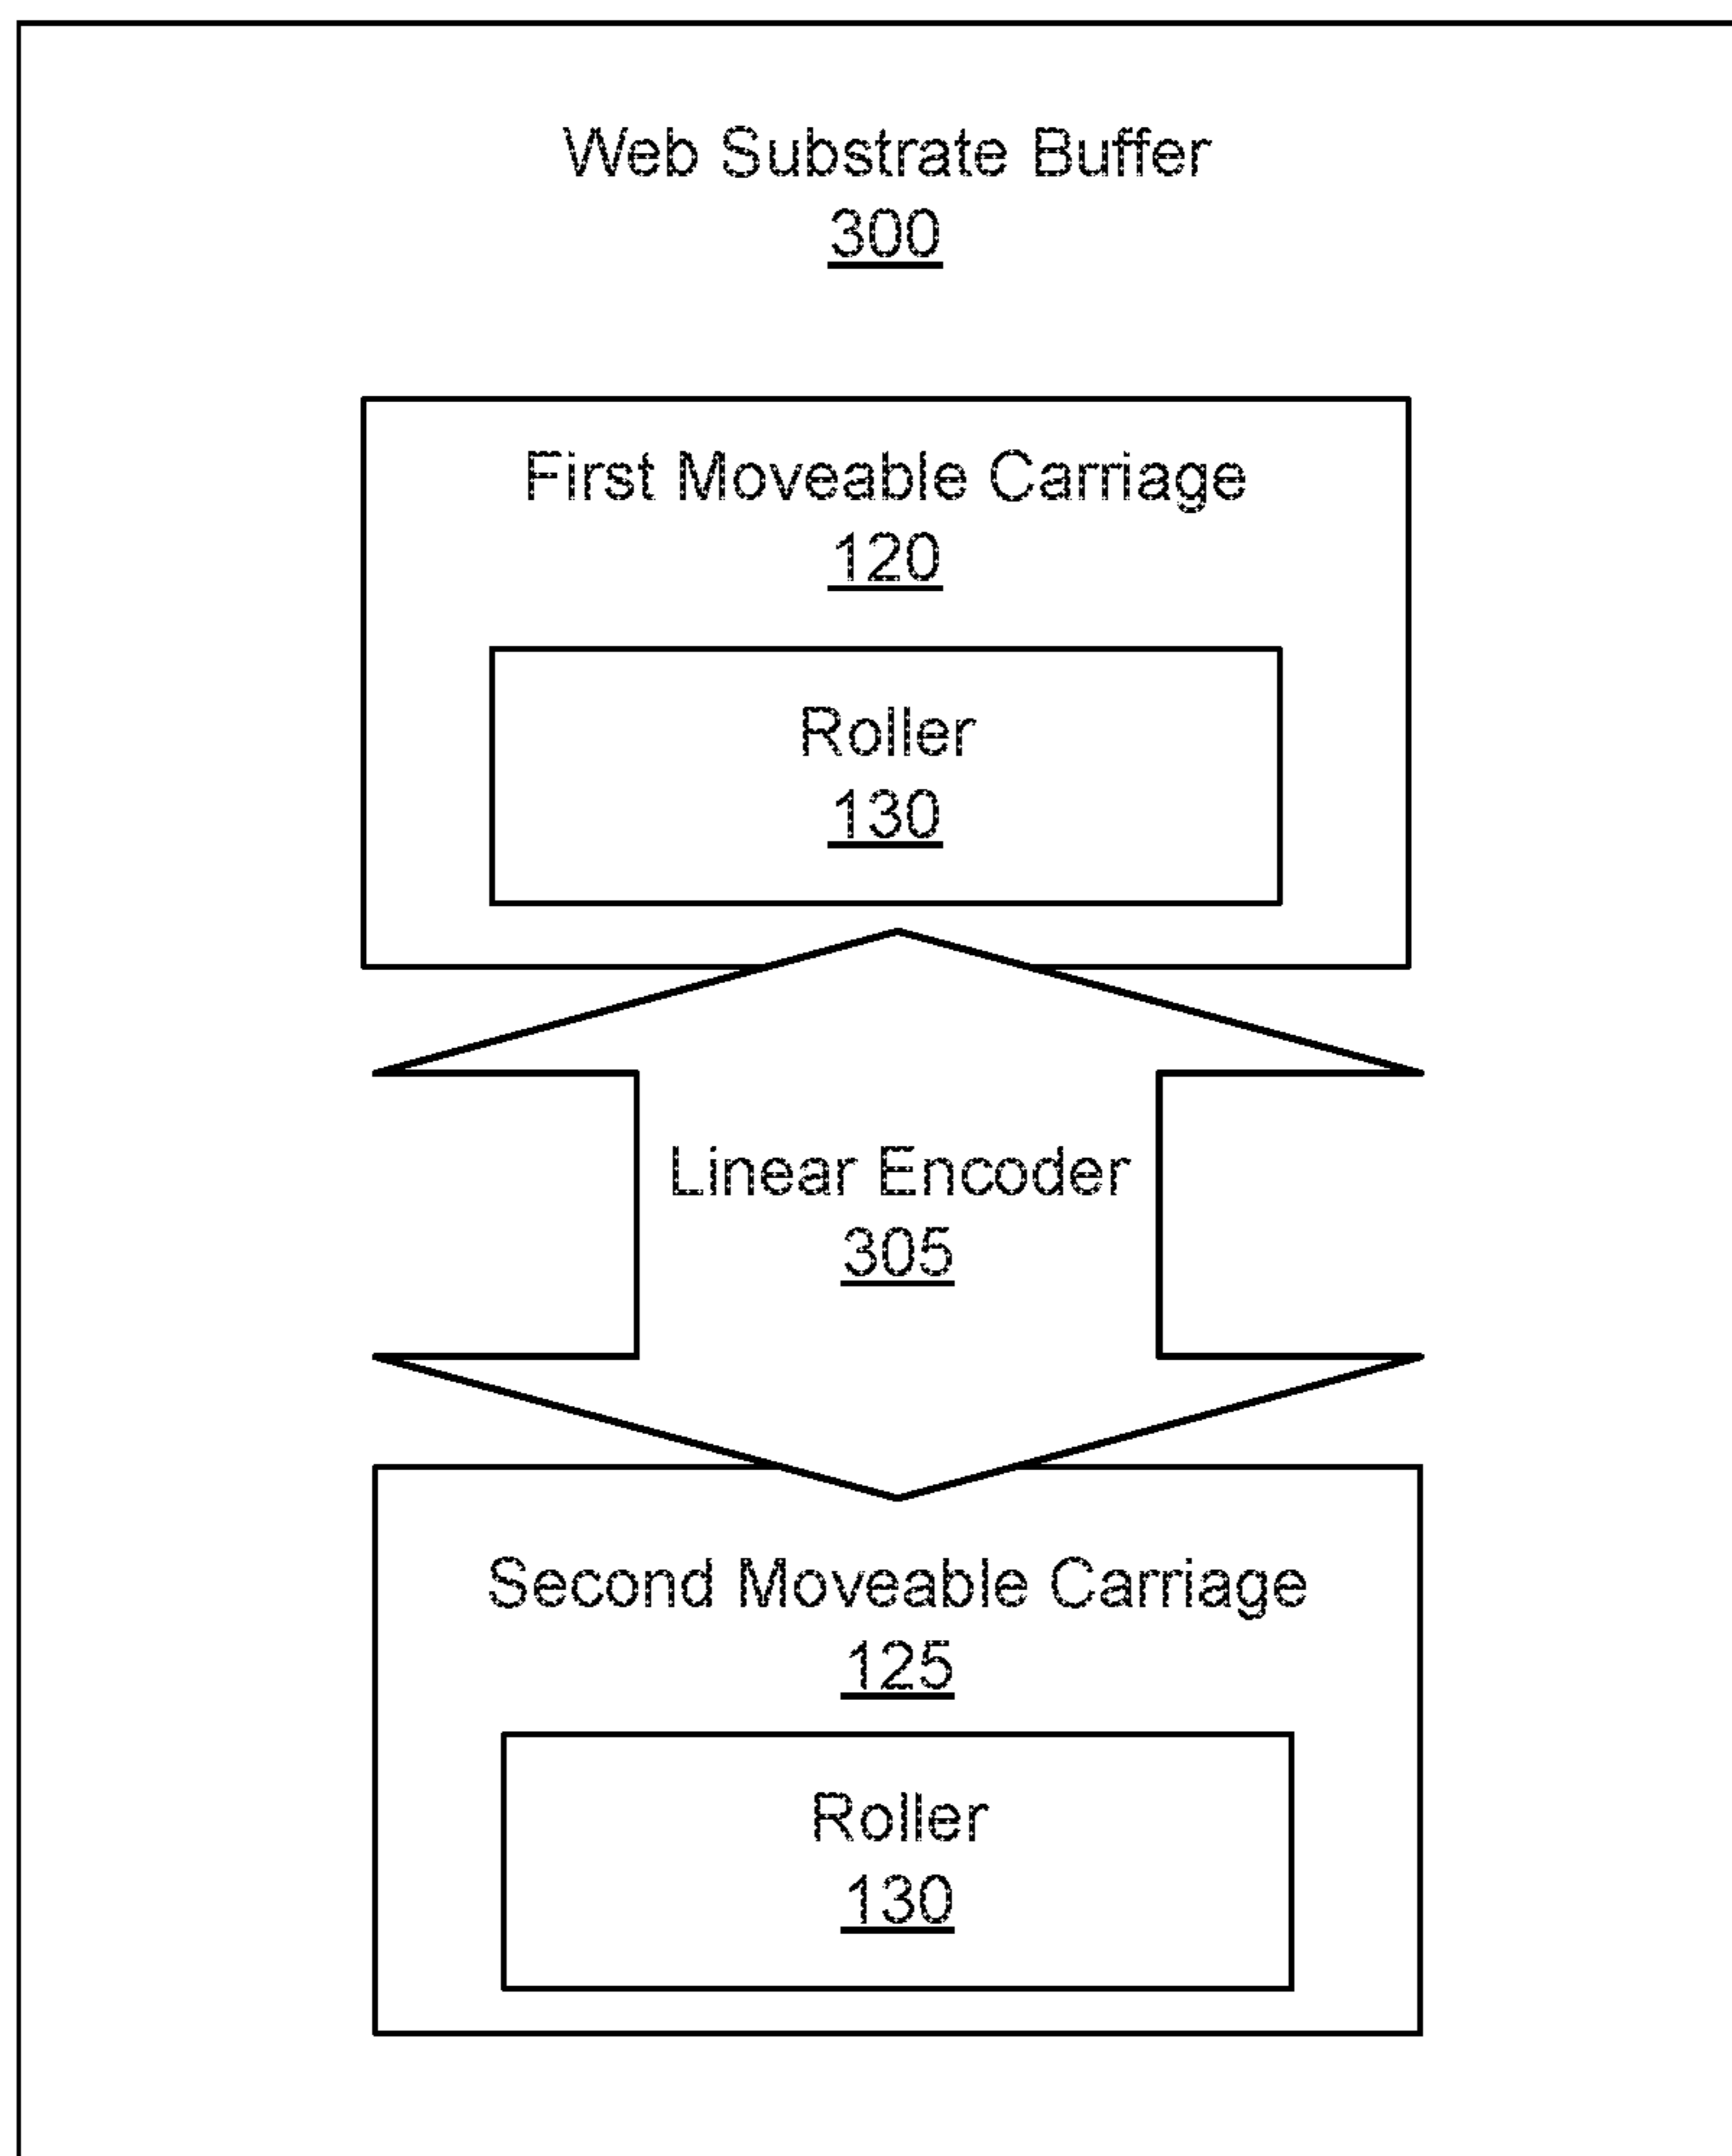 Web Substrate Buffer
300
First Moveable Carriage
120
Roller
130
Linear Encoder
305
Second Moveable Carriage
125
Roller
130